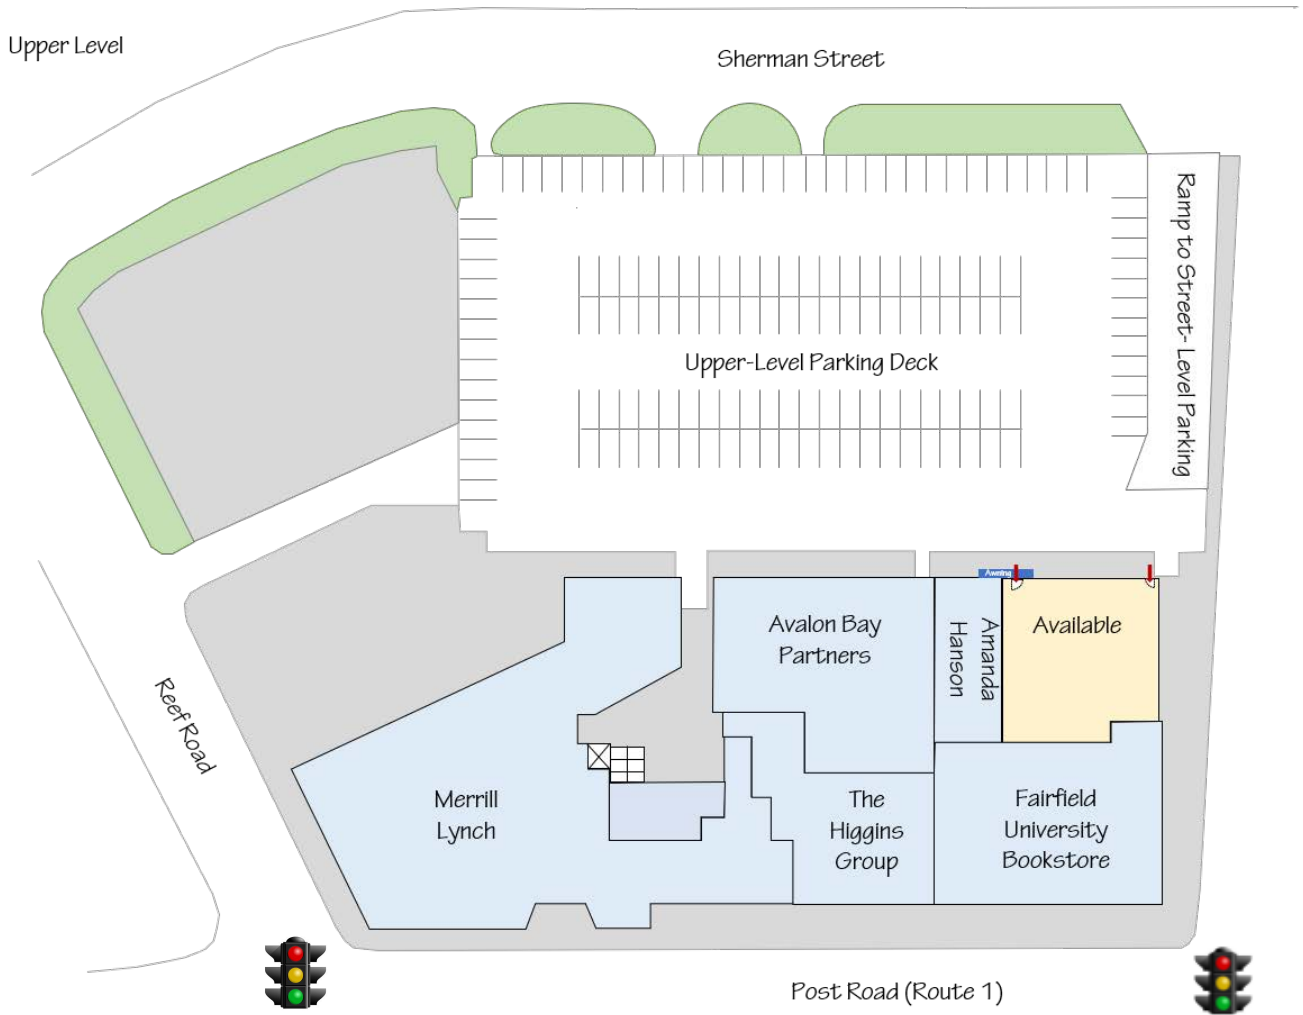 Upper Level
Sherman Street
Ramp to Street- Level Parking
Upper-Level Parking Deck
Awning
Avalon Bay
Partners
Amanda
Hanson
Available
Reef Road
Merrill
Lynch
The
Higgins
Group
Fairfield
University
Bookstore
Post Road (Route 1)